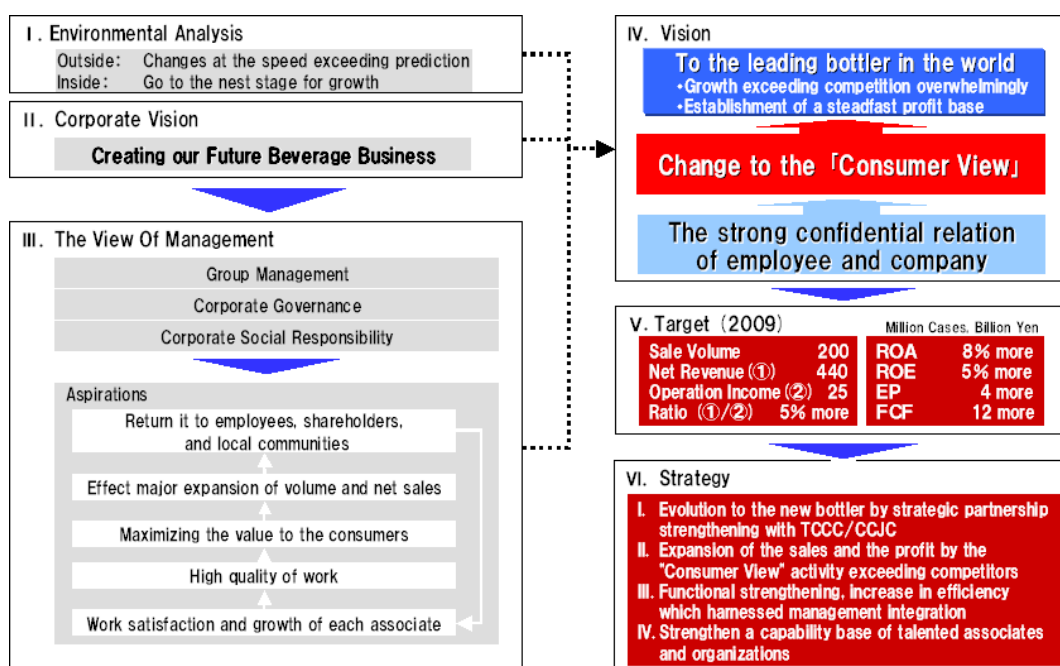 I. Environmental Analysis
Outside: Changes at the speed exceeding prediction
Inside: Go to the nest stage for growth
II. Corporate Vision
Creating our Future Beverage Business
III. The View Of Management
Group Management
Corporate Governance
Corporate Social Responsibility
Aspirations
Return it to employees, shareholders,
and local communities
Effect major expansion of volume and net sales
Maximizing the value to the consumers
High quality of work
Work satisfaction and growth of each associate
IV. Vision
To the leading bottler in the world
•Growth exceeding competition overwhelmingly
•Establishment of a steadfast profit base
Change to the「Consumer View」
The strong confidential relation
of employee and company
V. Target (2009) Million Cases, Billion Yen
Sale Volume 200
Net Revenue (①) 440
Operation Income (②) 25
Ratio (①/②) 5% more
ROA 8% more
ROE 5% more
EP 4 more
FCF 12 more
VI. Strategy
I. Evolution to the new bottler by strategic partnership
strengthening with TCCC/CCJC
II. Expansion of the sales and the profit by the
"Consumer View" activity exceeding competitors
III. Functional strengthening, increase in efficiency
which harnessed management integration
IV. Strengthen a capability base of talented associates
and organizations